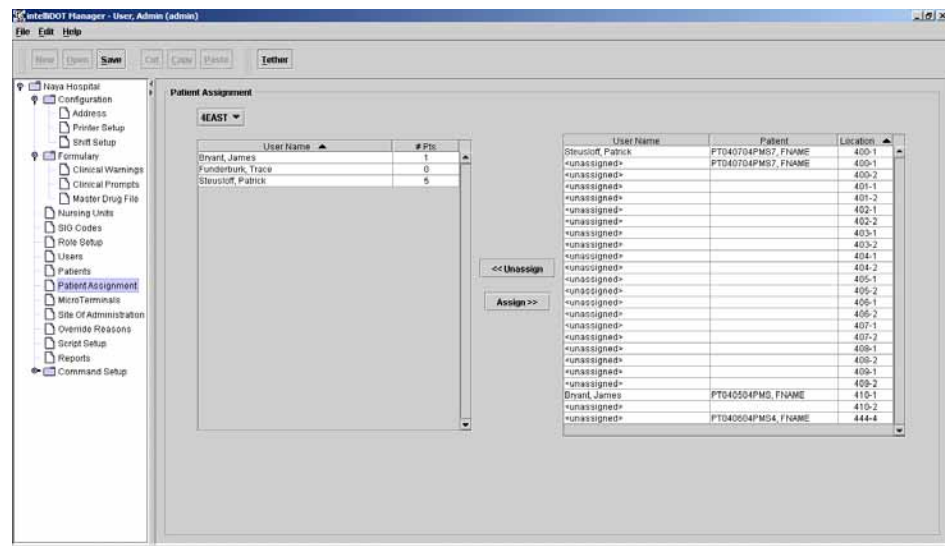 intelliDOT Manager - User, Admin (admin)
File Edit Help
New Open Save Cut Copy Paste Tether
Naya Hospital
Configuration
Address
Printer Setup
Shift Setup
Formulary
Clinical Warnings
Clinical Prompts
Master Drug File
Nursing Units
SIG Codes
Role Setup
Users
Patients
Patient Assignment
MicroTerminals
Site Of Administration
Override Reasons
Script Setup
Reports
Command Setup
Patient Assignment
4EAST
User Name # Pts
Bryant, James 1
Funderburk, Trace 0
Steusloff, Patrick 5
<< Unassign
Assign >>
User Name Patient Location
Steusloff, Patrick PT040704PMS7, FNAME 400-1
<unassigned> PT040704PMS7, FNAME 400-1
<unassigned> 400-2
<unassigned> 401-1
<unassigned> 401-2
<unassigned> 402-1
<unassigned> 402-2
<unassigned> 403-1
<unassigned> 403-2
<unassigned> 404-1
<unassigned> 404-2
<unassigned> 405-1
<unassigned> 405-2
<unassigned> 406-1
<unassigned> 406-2
<unassigned> 407-1
<unassigned> 407-2
<unassigned> 408-1
<unassigned> 408-2
<unassigned> 409-1
<unassigned> 409-2
Bryant, James PT040504PMS, FNAME 410-1
<unassigned> 410-2
<unassigned> PT040604PMS4, FNAME 444-4